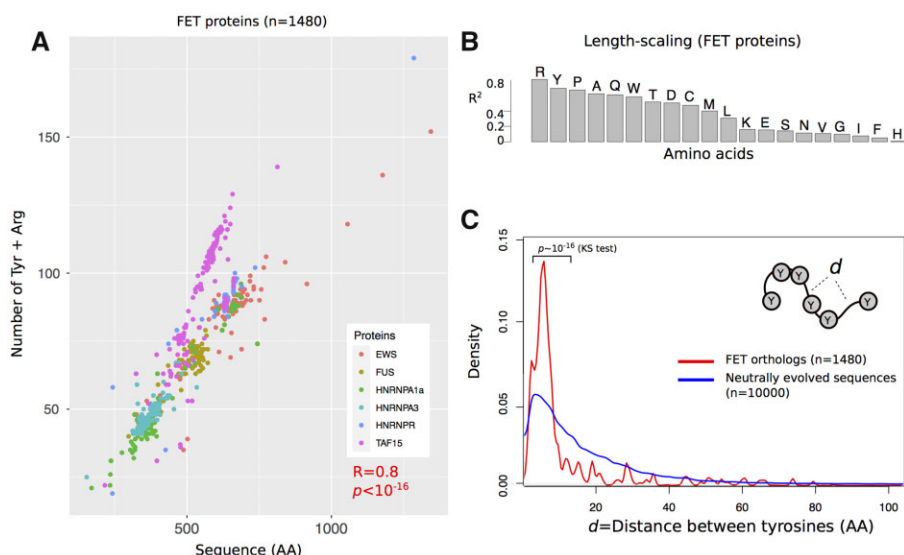 FET proteins (n=1480)
A
150
100
50
Number of Tyr + Arg
Proteins
EWS
FUS
HNRNPA1a
HNRNPA3
HNRNPR
TAF15
R=0.8
p<10-16
500
1000
Sequence (AA)
B
Length-scaling (FET proteins)
0.8
R2
0.4
0.2
0
R Y P A Q W T D C M L K E S N V G I F H
Amino acids
C
0.15
0.10
0.05
0.00
Density
p~10-16 (KS test)
d
Y Y Y Y Y Y
FET orthologs (n=1480)
Neutrally evolved sequences
(n=10000)
20 40 60 80 100
d=Distance between tyrosines (AA)